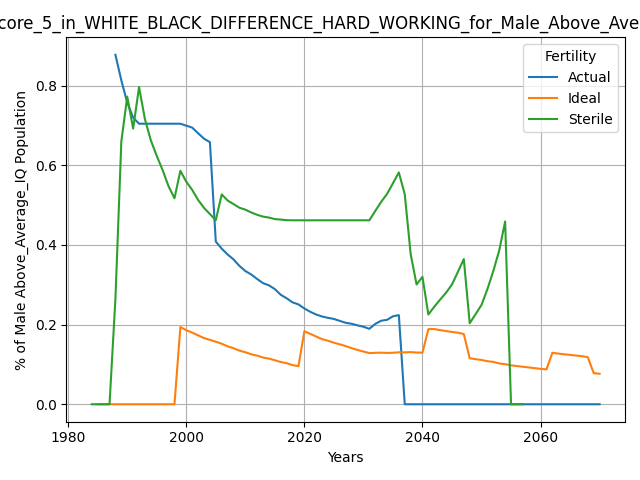 core_5_in_WHITE_BLACK_DIFFERENCE_HARD_WORKING_for_Male_Above_Ave
Fertility
Actual
Ideal
Sterile
% of Male Above_Average_IQ Population
0.8
0.6
0.4
0.2
0.0
1980
2000
2020
2040
2060
Years